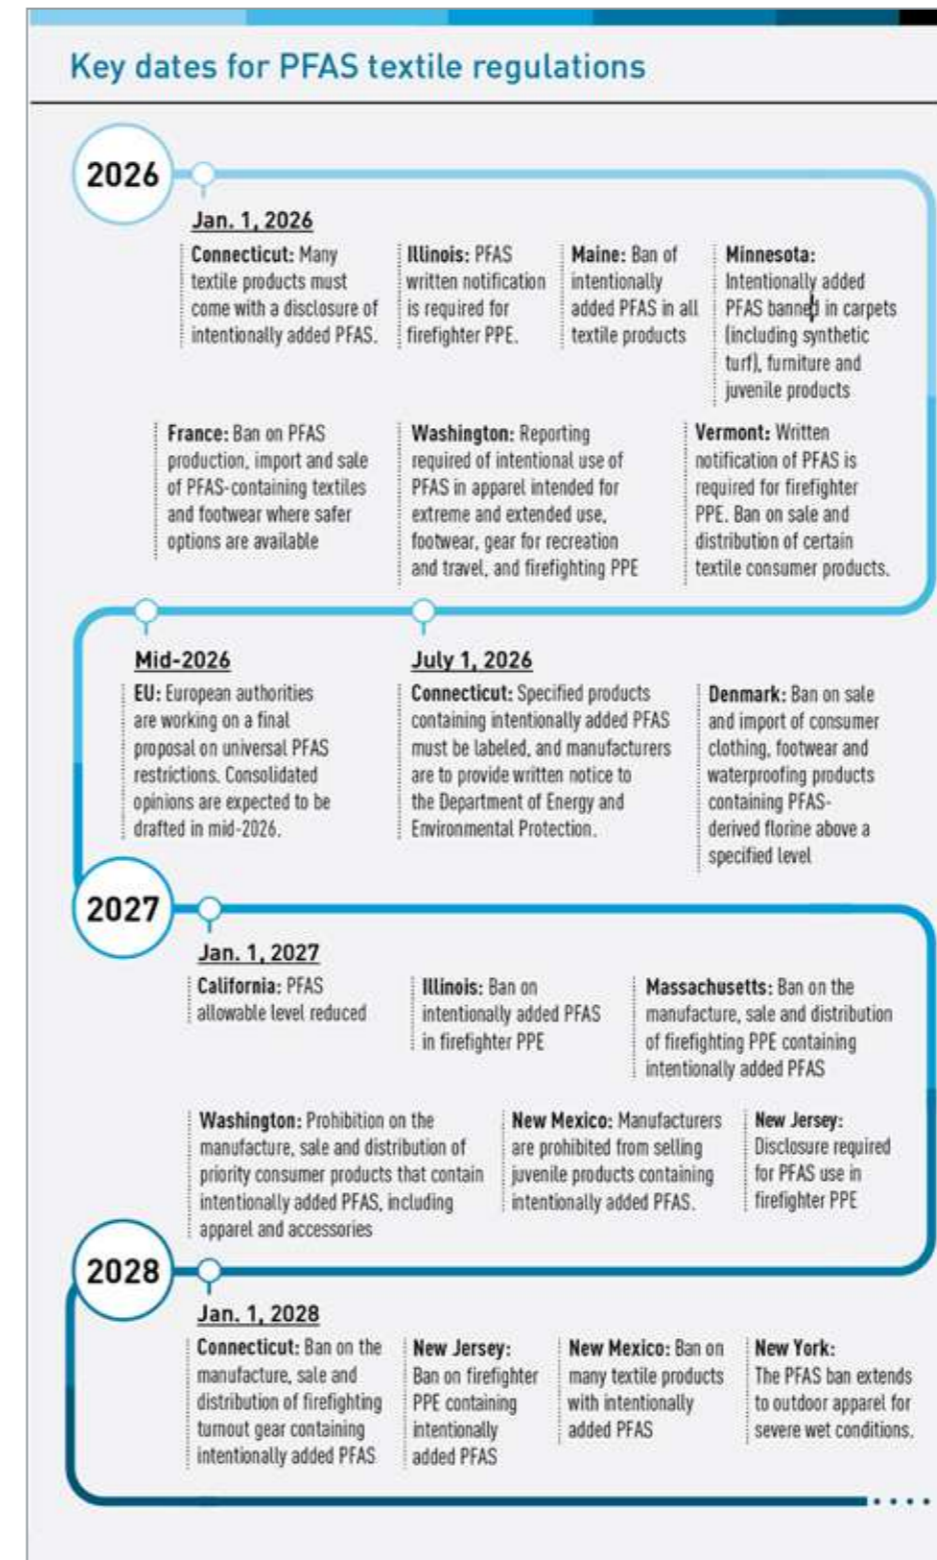 Key dates for PFAS textile regulations
2026
Jan. 1, 2026
Connecticut: Many
textile products must
come with a disclosure of
intentionally added PFAS.
Illinois: PFAS
written notification
is required for
firefighter PPE.
Maine: Ban of
intentionally
added PFAS in all
textile products
Minnesota:
Intentionally added
PFAS banned in carpets
(including synthetic
turf), furniture and
juvenile products
France: Ban on PFAS
production, import and sale
of PFAS-containing textiles
and footwear where safer
options are available
Washington: Reporting
required of intentional use of
PFAS in apparel intended for
extreme and extended use,
footwear, gear for recreation
and travel, and firefighting PPE
Vermont: Written
notification of PFAS is
required for firefighter
PPE. Ban on sale and
distribution of certain
textile consumer products.
Mid-2026
EU: European authorities
are working on a final
proposal on universal PFAS
restrictions. Consolidated
opinions are expected to be
drafted in mid-2026.
July 1, 2026
Connecticut: Specified products
containing intentionally added PFAS
must be labeled, and manufacturers
are to provide written notice to
the Department of Energy and
Environmental Protection.
Denmark: Ban on sale
and import of consumer
clothing, footwear and
waterproofing products
containing PFAS-
derived florine above a
specified level
2027
Jan. 1, 2027
California: PFAS
allowable level reduced
Illinois: Ban on
intentionally added PFAS
in firefighter PPE
Massachusetts: Ban on the
manufacture, sale and distribution
of firefighting PPE containing
intentionally added PFAS
Washington: Prohibition on the
manufacture, sale and distribution of
priority consumer products that contain
intentionally added PFAS, including
apparel and accessories
New Mexico: Manufacturers
are prohibited from selling
juvenile products containing
intentionally added PFAS.
New Jersey:
Disclosure required
for PFAS use in
firefighter PPE
2028
Jan. 1, 2028
Connecticut: Ban on the
manufacture, sale and
distribution of firefighting
turnout gear containing
intentionally added PFAS
New Jersey:
Ban on firefighter
PPE containing
intentionally
added PFAS
New Mexico: Ban on
many textile products
with intentionally
added PFAS
New York:
The PFAS ban extends
to outdoor apparel for
severe wet conditions.